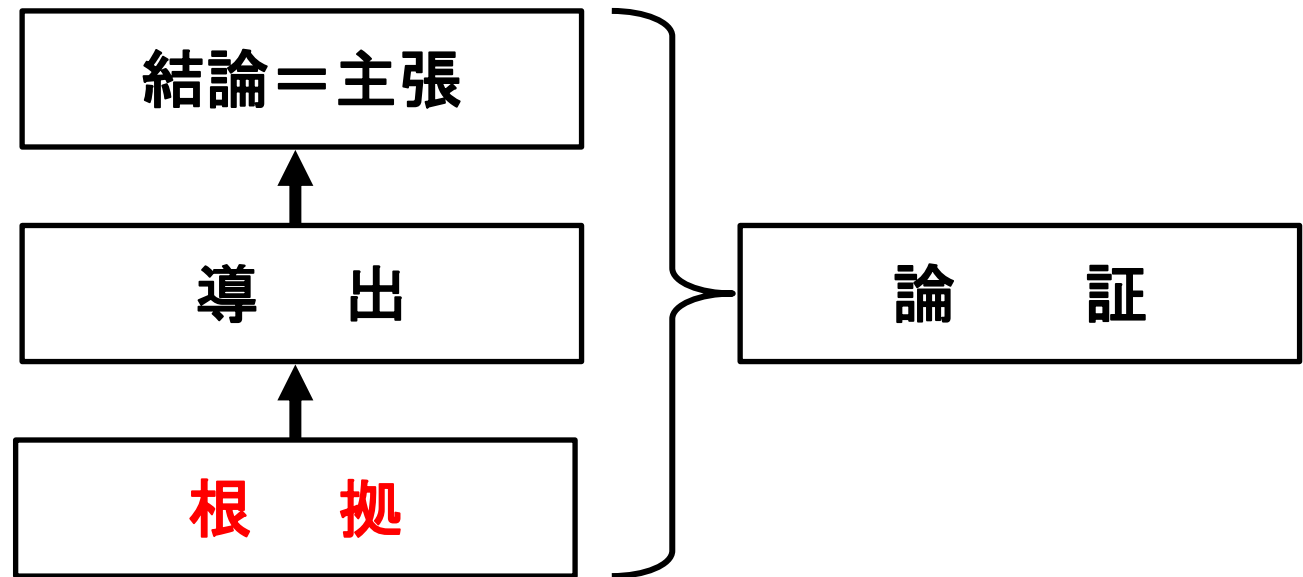 結論＝主張
導　出
根　拠
論　証